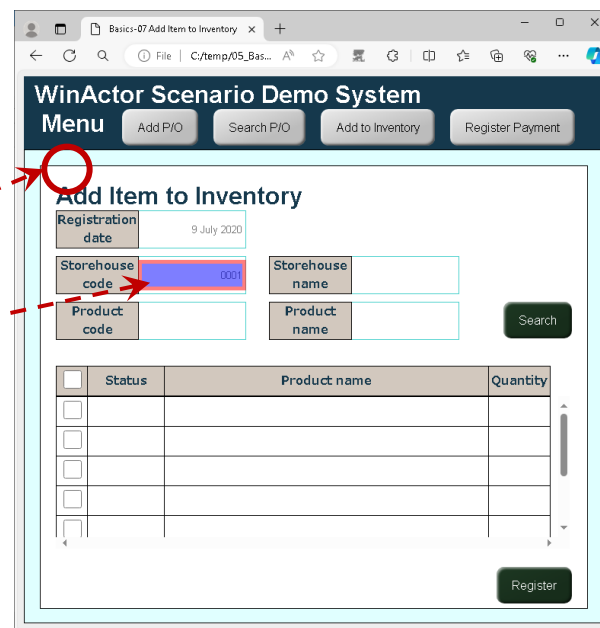 Basics-07 Add Item to Inventory
File | C:/temp/05_Bas...
WinActor Scenario Demo System
Menu Add P/O Search P/O Add to Inventory Register Payment
Add Item to Inventory
Registration date 9 July 2020
Storehouse code 0001 Storehouse name
Product code Product name Search
Status Product name Quantity
Register